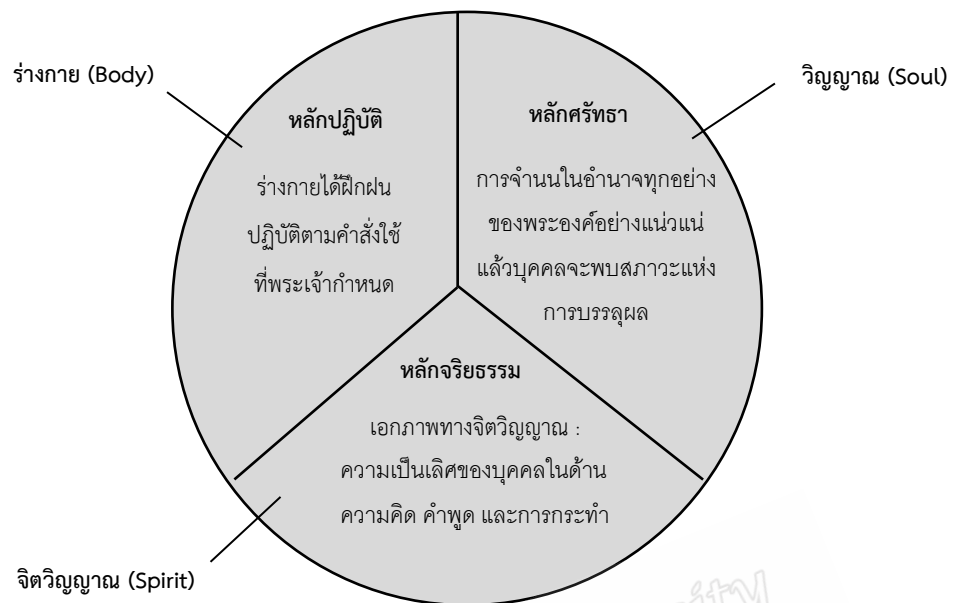 ร่างกาย (Body)
วิญญาณ (Soul)
หลักปฏิบัติ
ร่างกายได้ฝึกฝน
ปฏิบัติตามคำสั่งใช้
ที่พระเจ้ากำหนด
หลักศรัทธา
การจำนนในอำนาจทุกอย่าง
ของพระองค์อย่างแน่วแน่
แล้วบุคคลจะพบสภาวะแห่ง
การบรรลุผล
หลักจริยธรรม
เอกภาพทางจิตวิญญาณ :
ความเป็นเลิศของบุคคลในด้าน
ความคิด คำพูด และการกระทำ
จิตวิญญาณ (Spirit)